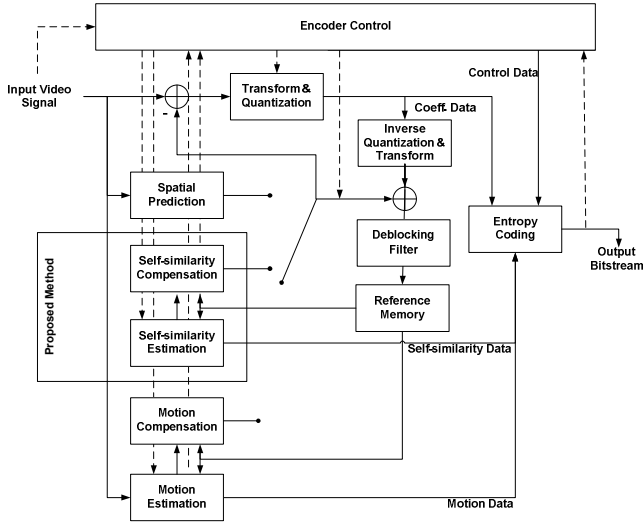 Encoder Control
Input Video
Signal
-
Transform &
Quantization
Control Data
Coeff. Data
Inverse
Quantization &
Transform
Spatial
Prediction
Deblocking
Filter
Entropy
Coding
Output
Bitstream
Proposed Method
Self-similarity
Compensation
Reference
Memory
Self-similarity
Estimation
Self-similarity Data
Motion
Compensation
Motion
Estimation
Motion Data